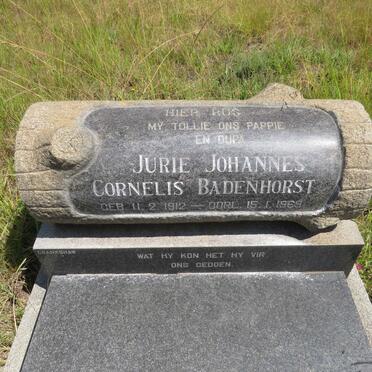 HIER RUS
MY TOLLIE ONS PAPPIE
EN OUPA
JURIE JOHANNES
CORNELIS BADENHORST
GEB. 11.2.1912 — OORL. 15.1.1969
WAT HY KON HET HY VIR
ONS GEDOEN.